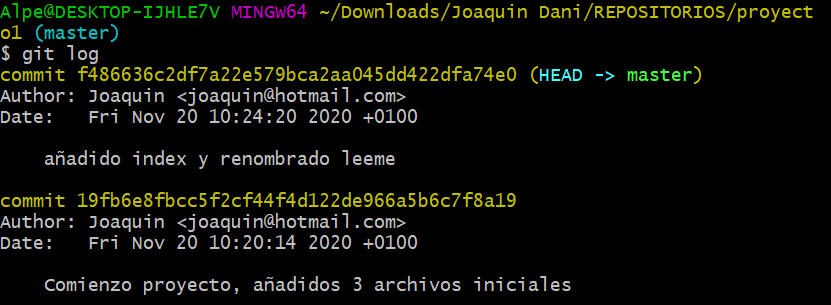 Alpe@DESKTOP-IJHLE7V MINGW64 ~/Downloads/Joaquin Dani/REPOSITORIOS/proyect
o1 (master)
$ git log
commit f486636c2df7a22e579bca2aa045dd422dfa74e0 (HEAD -> master)
Author: Joaquin <joaquin@hotmail.com>
Date:   Fri Nov 20 10:24:20 2020 +0100
    añadido index y renombrado leeme
commit 19fb6e8fbcc5f2cf44f4d122de966a5b6c7f8a19
Author: Joaquin <joaquin@hotmail.com>
Date:   Fri Nov 20 10:20:14 2020 +0100
    Comienzo proyecto, añadidos 3 archivos iniciales